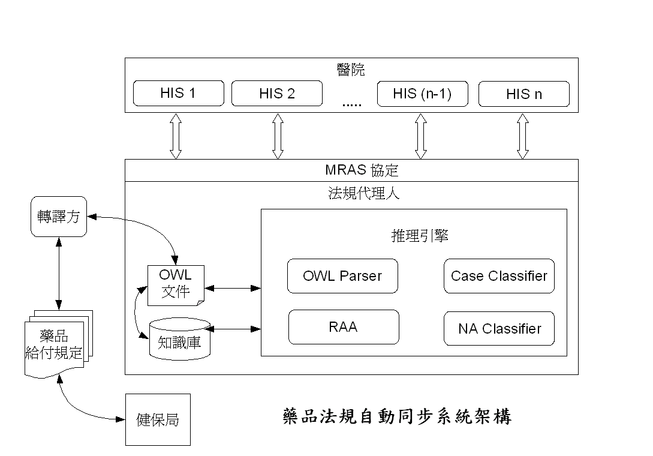 醫院
HIS 1
HIS 2
.....
HIS (n-1)
HIS n
MRAS 協定
法規代理人
轉譯方
推理引擎
OWL
文件
OWL Parser
Case Classifier
RAA
NA Classifier
知識庫
藥品
給付規定
健保局
藥品法規自動同步系統架構